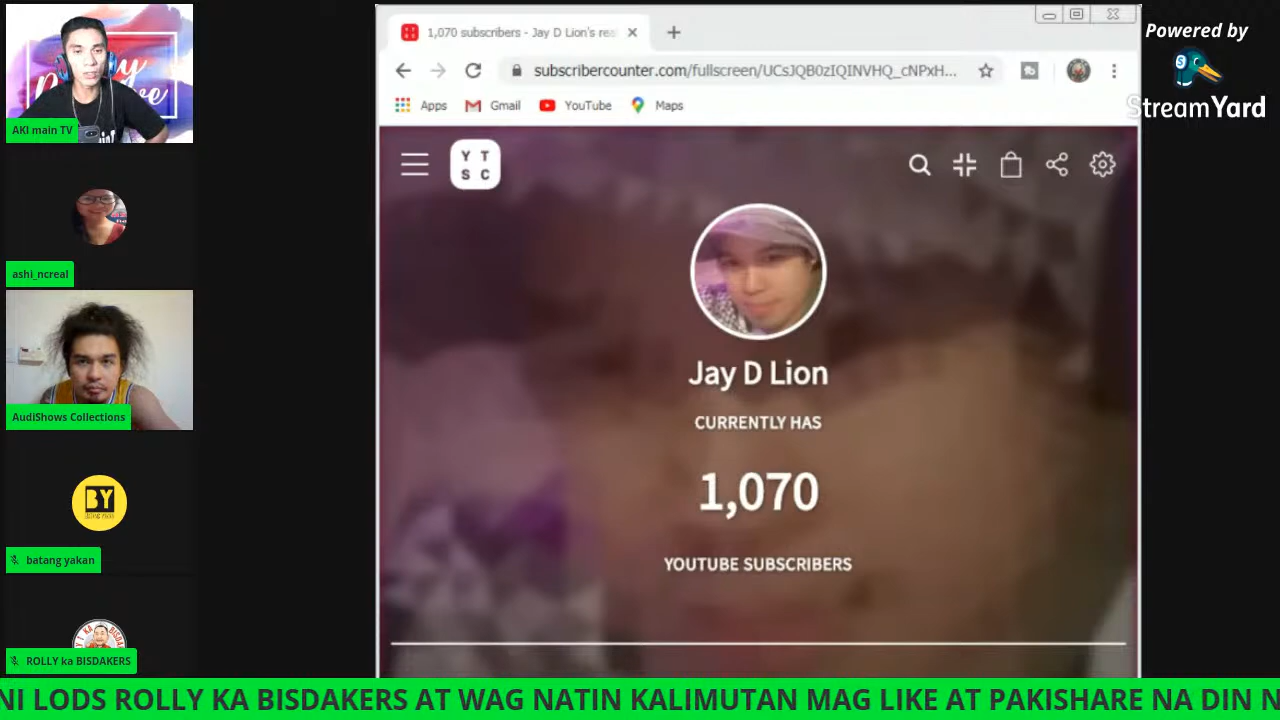 AKI main TV
ashi_ncreal
AudiShows Collections
BY
batang yakan
ROLLY ka BISDAKERS
1,070 subscribers - Jay D Lion's rea
subscribercounter.com/fullscreen/UCsJQB0zIQINVHQ_cNPxH...
Apps
Gmail
YouTube
Maps
Y T
S C
Jay D Lion
CURRENTLY HAS
1,070
YOUTUBE SUBSCRIBERS
Powered by
StreamYard
NI LODS ROLLY KA BISDAKERS AT WAG NATIN KALIMUTAN MAG LIKE AT PAKISHARE NA DIN N